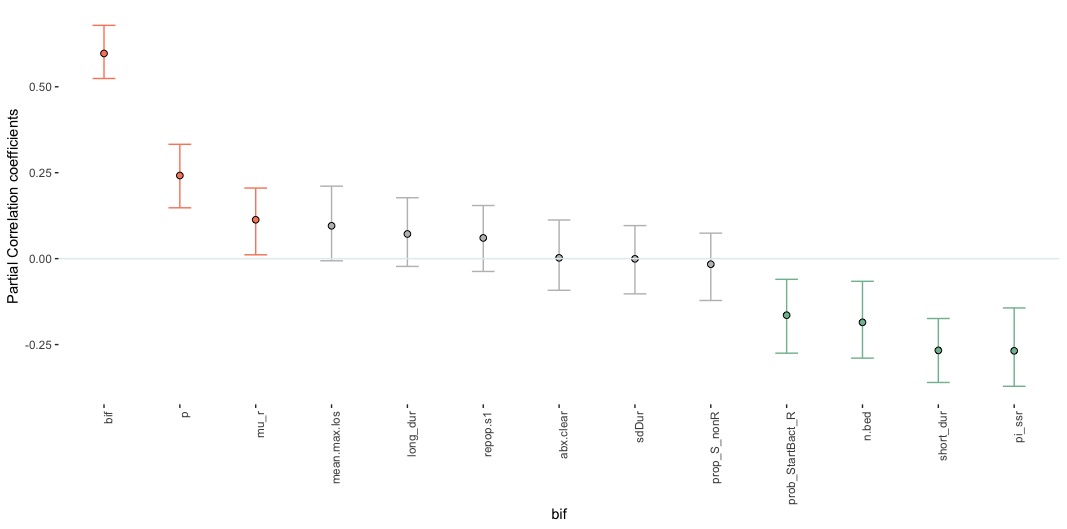 Partial Correlation coefficients
0.50
0.25
0.00
-0.25
bif
p
mu_r
mean.max.los
long_dur
repop.s1
abx.clear
sdDur
prop_S_nonR
prob_StartBact_R
n.bed
short_dur
pi_ssr
bif